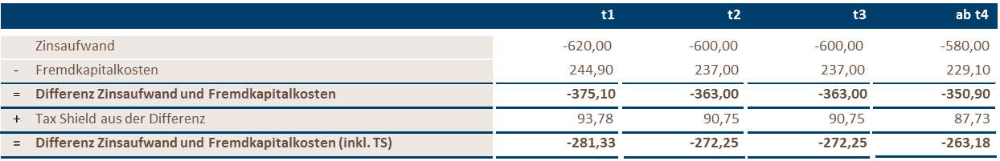 t1 t2 t3 ab t4
Zinsaufwand -620,00 -600,00 -600,00 -580,00
- Fremdkapitalkosten 244,90 237,00 237,00 229,10
= Differenz Zinsaufwand und Fremdkapitalkosten -375,10 -363,00 -363,00 -350,90
+ Tax Shield aus der Differenz 93,78 90,75 90,75 87,73
= Differenz Zinsaufwand und Fremdkapitalkosten (inkl. TS) -281,33 -272,25 -272,25 -263,18